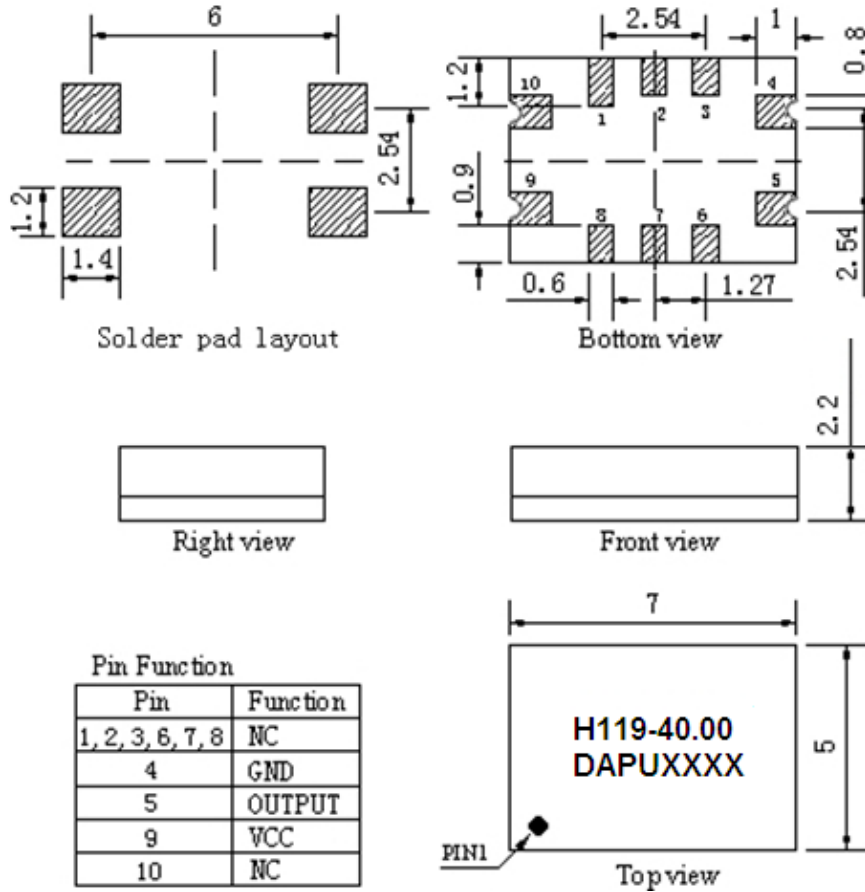 6
2.54
1.2
1.4
Solder pad layout
2.54
1
0.8
1.2
10
1
2
3
4
9
5
8
7
6
0.9
2.54
0.6
1.27
Bottom view
Right view
2.2
Front view
Pin Function
Pin Function
1, 2, 3, 6, 7, 8 NC
4 GND
5 OUTPUT
9 VCC
10 NC
7
H119-40.00
DAPUXXXX
5
PIN1
Top view